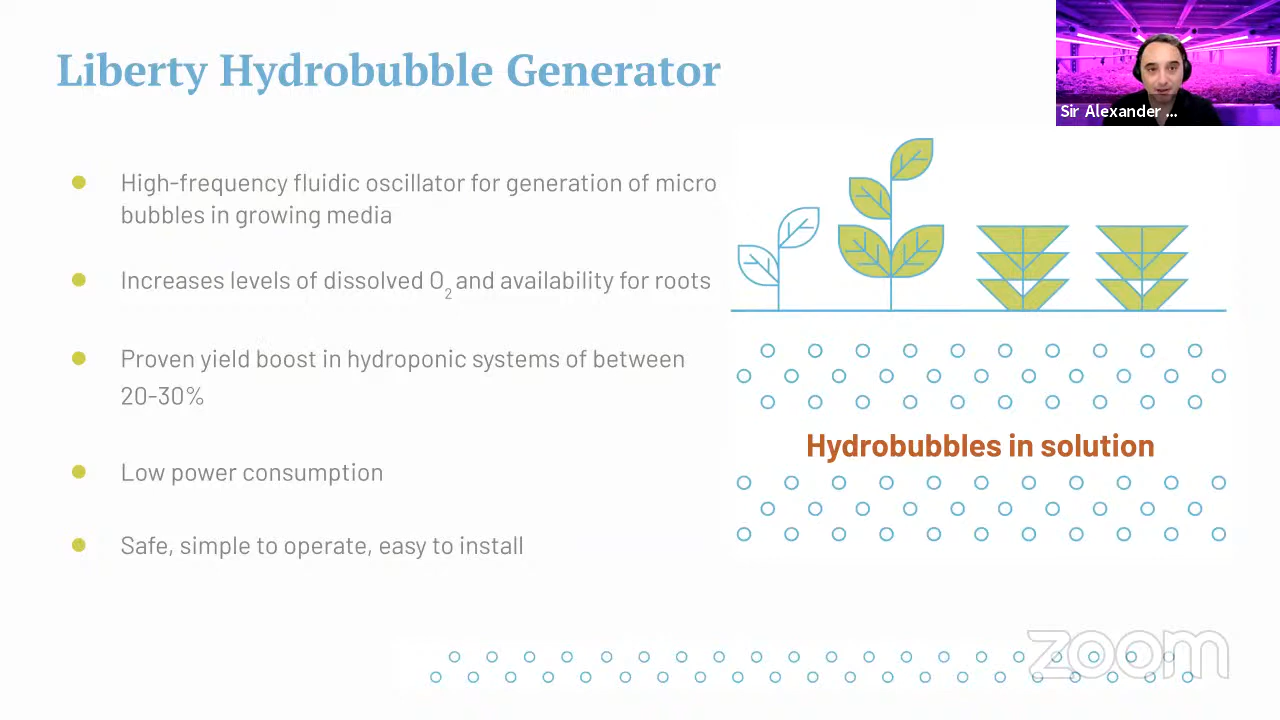 Liberty Hydrobubble Generator
Sir Alexander ...
High-frequency fluidic oscillator for generation of micro
bubbles in growing media
Increases levels of dissolved O2 and availability for roots
Proven yield boost in hydroponic systems of between
20-30%
Low power consumption
Safe, simple to operate, easy to install
Hydrobubbles in solution
zoom